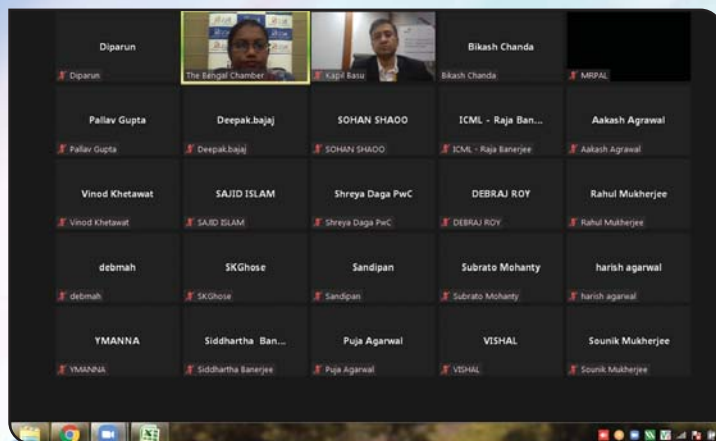 Diparun
Bikash Chanda
Diparun
The Bengal Chamber
Kapil Basu
Bikash Chanda
MRPAL
Pallav Gupta
Deepak.bajaj
SOHAN SHAOO
ICML - Raja Ban...
Aakash Agrawal
Pallav Gupta
Deepak.bajaj
SOHAN SHAOO
ICML - Raja Banerjee
Aakash Agrawal
Vinod Khetawat
SAJID ISLAM
Shreya Daga PwC
DEBRAJ ROY
Rahul Mukherjee
Vinod Khetawat
SAJID ISLAM
Shreya Daga PwC
DEBRAJ ROY
Rahul Mukherjee
debmah
SKGhose
Sandipan
Subrato Mohanty
harish agarwal
debmah
SKGhose
Sandipan
Subrato Mohanty
harish agarwal
YMANNA
Siddhartha Ban...
Puja Agarwal
VISHAL
Sounik Mukherjee
YMANNA
Siddhartha Banerjee
Puja Agarwal
VISHAL
Sounik Mukherjee